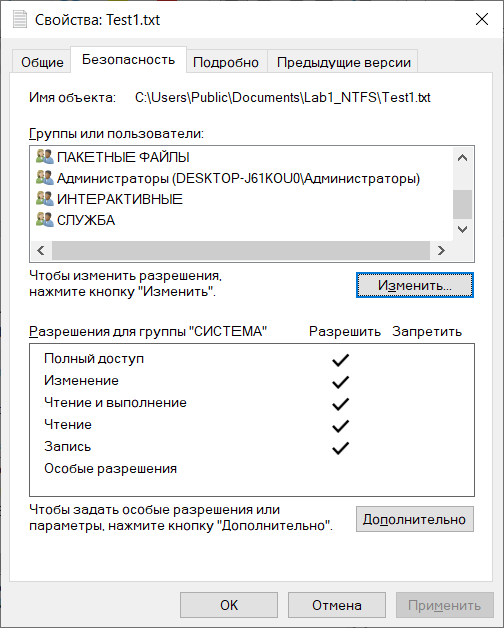 Свойства: Test1.txt
Общие Безопасность Подробно Предыдущие версии
Имя объекта: C:\Users\Public\Documents\Lab1_NTFS\Test1.txt
Группы или пользователи:
ПАКЕТНЫЕ ФАЙЛЫ
Администраторы (DESKTOP-J61KOU0\Администраторы)
ИНТЕРАКТИВНЫЕ
СЛУЖБА
Чтобы изменить разрешения,
нажмите кнопку "Изменить".
Изменить...
Разрешения для группы "СИСТЕМА" Разрешить Запретить
Полный доступ
Изменение
Чтение и выполнение
Чтение
Запись
Особые разрешения
Чтобы задать особые разрешения или
параметры, нажмите кнопку "Дополнительно".
Дополнительно
OK Отмена Применить